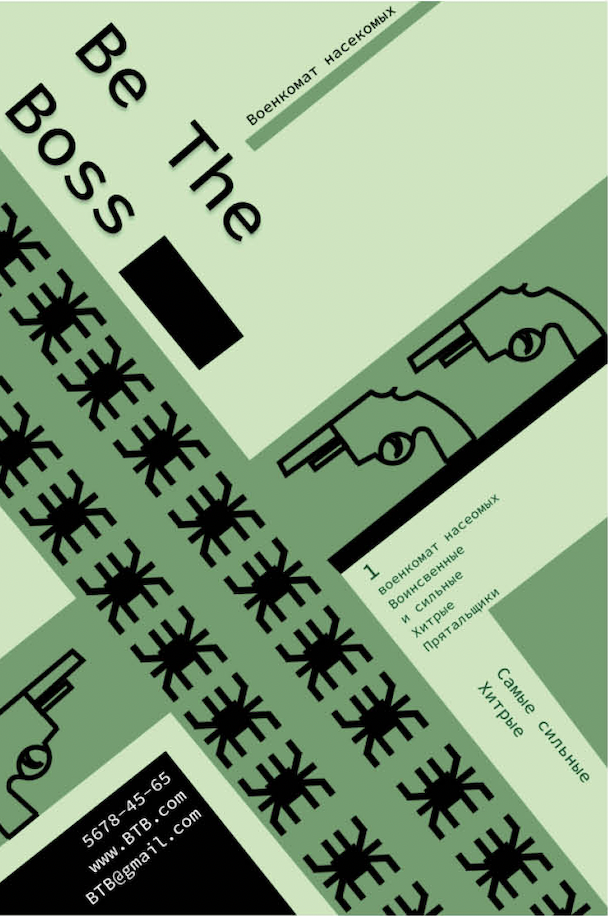 Be The
Boss
Военкомат насекомых
1
военкомат насеомых
Воинсвенные
и сильные
Хитрые
Прятальщики
Самые сильные
Хитрые
5678-45-65
www.BTB.com
BTB@gmail.com